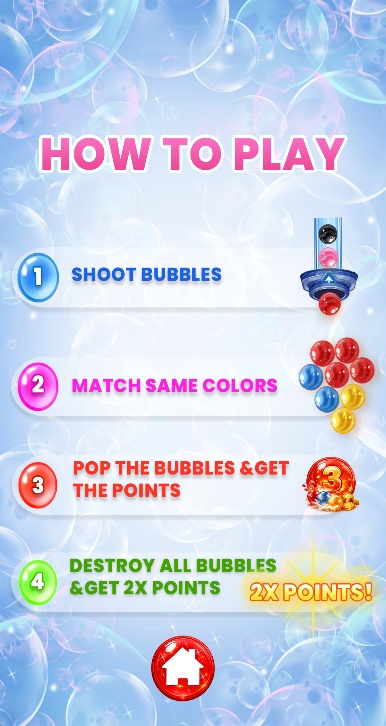 HOW TO PLAY
1 SHOOT BUBBLES
2 MATCH SAME COLORS
3 POP THE BUBBLES &GET
THE POINTS
3
4 DESTROY ALL BUBBLES
&GET 2X POINTS
2X POINTS!